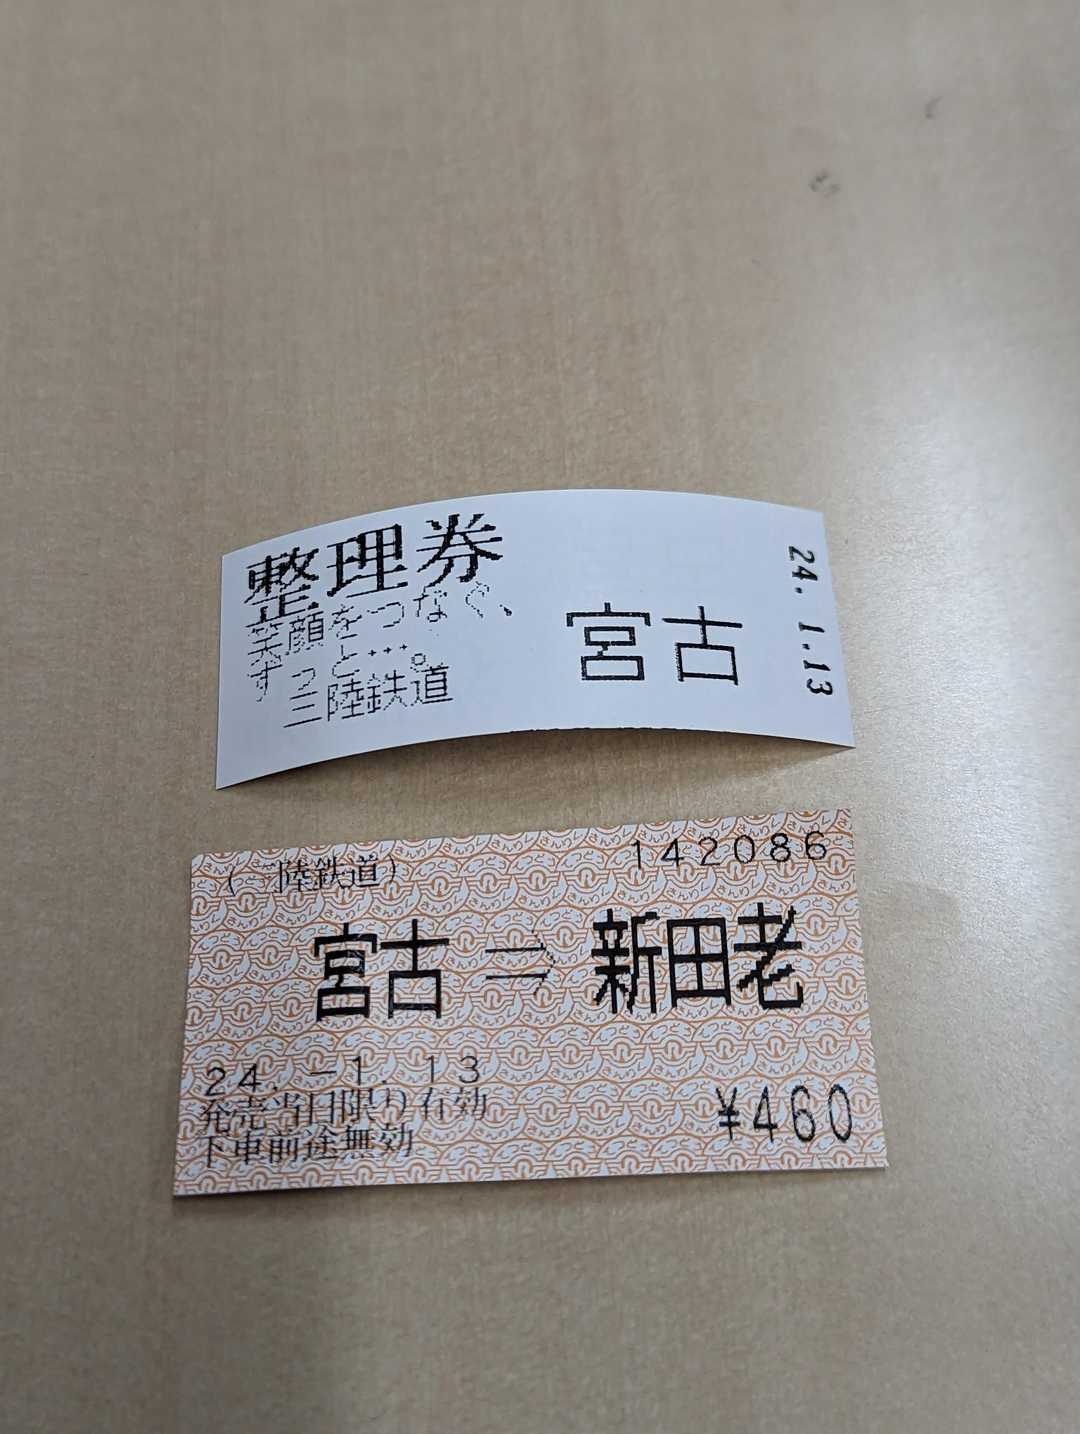 整理券
笑顔をつなぐ、
ずっと…。
三陸鉄道
宮古
24. 1.13
(三陸鉄道)
142086
宮古 ⇒ 新田老
24. -1. 13
発売当日限り有効
下車前途無効
¥460